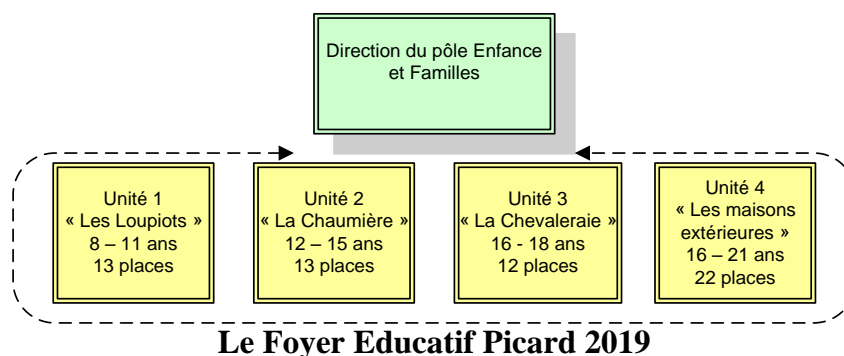 Direction du pôle Enfance
et Familles
Unité 1
« Les Loupiots »
8 – 11 ans
13 places
Unité 2
« La Chaumière »
12 – 15 ans
13 places
Unité 3
« La Chevaleraie »
16 - 18 ans
12 places
Unité 4
« Les maisons
extérieures »
16 – 21 ans
22 places
Le Foyer Educatif Picard 2019